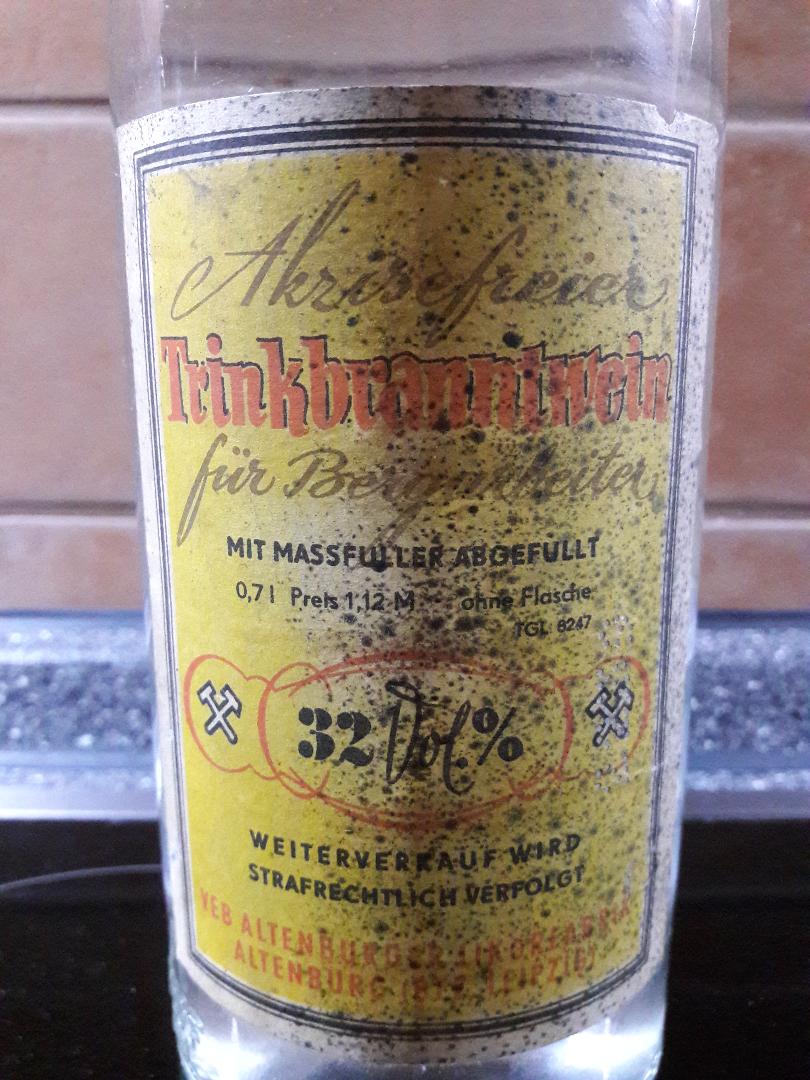 Akzisefreier
Trinkbranntwein
für Bergarbeiter
MIT MASSFÜLLER ABGEFÜLLT
0,7 l Preis 1,12 M ohne Flasche
TGL 8247
32 Vol.%
WEITERVERKAUF WIRD
STRAFRECHTLICH VERFOLGT
VEB ALTENBURGER LIKÖRFABRIK
ALTENBURG (BEZ. LEIPZIG)